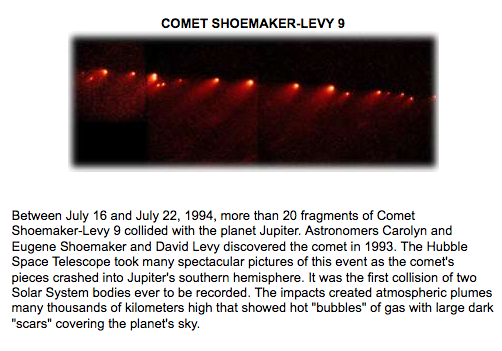 COMET SHOEMAKER-LEVY 9
Between July 16 and July 22, 1994, more than 20 fragments of Comet
Shoemaker-Levy 9 collided with the planet Jupiter. Astronomers Carolyn and
Eugene Shoemaker and David Levy discovered the comet in 1993. The Hubble
Space Telescope took many spectacular pictures of this event as the comet's
pieces crashed into Jupiter's southern hemisphere. It was the first collision of two
Solar System bodies ever to be recorded. The impacts created atmospheric plumes
many thousands of kilometers high that showed hot "bubbles" of gas with large dark
"scars" covering the planet's sky.